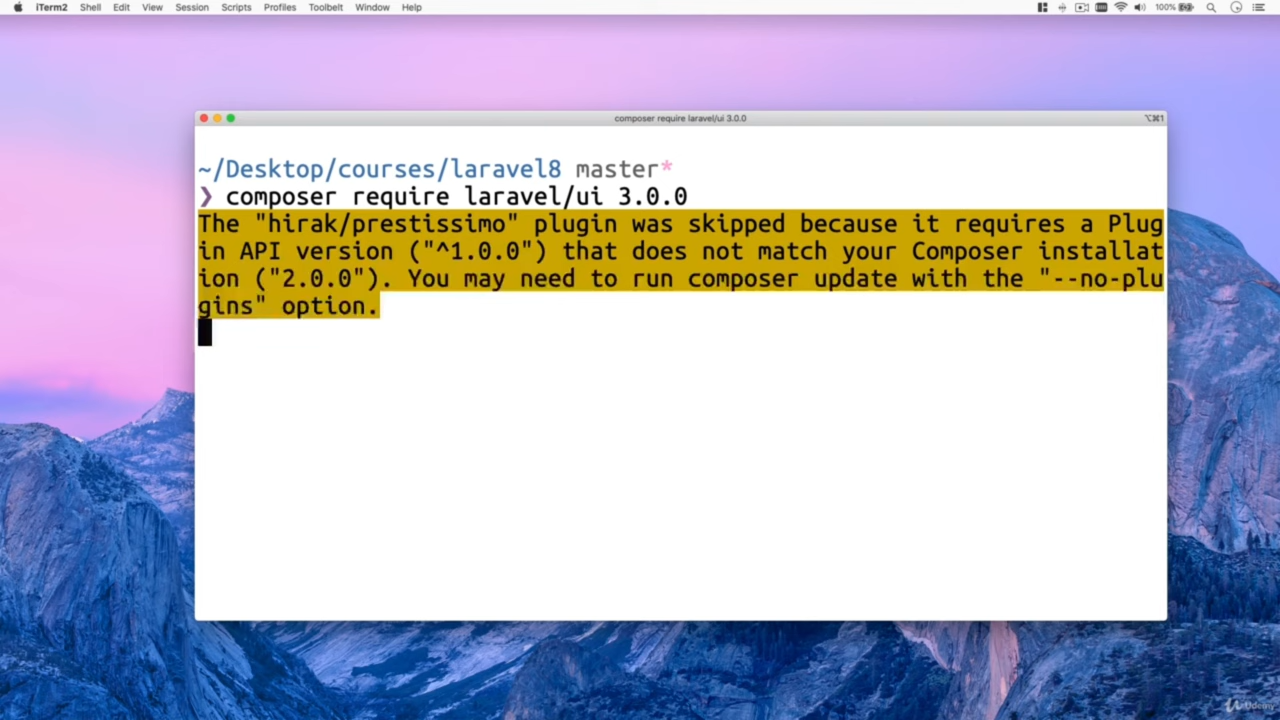 iTerm2 Shell Edit View Session Scripts Profiles Toolbelt Window Help 100%
composer require laravel/ui 3.0.0 ⌥⌘1
~/Desktop/courses/laravel8 master*
❯ composer require laravel/ui 3.0.0
The "hirak/prestissimo" plugin was skipped because it requires a Plug
in API version ("^1.0.0") that does not match your Composer installat
ion ("2.0.0"). You may need to run composer update with the "--no-plu
gins" option.
Udemy